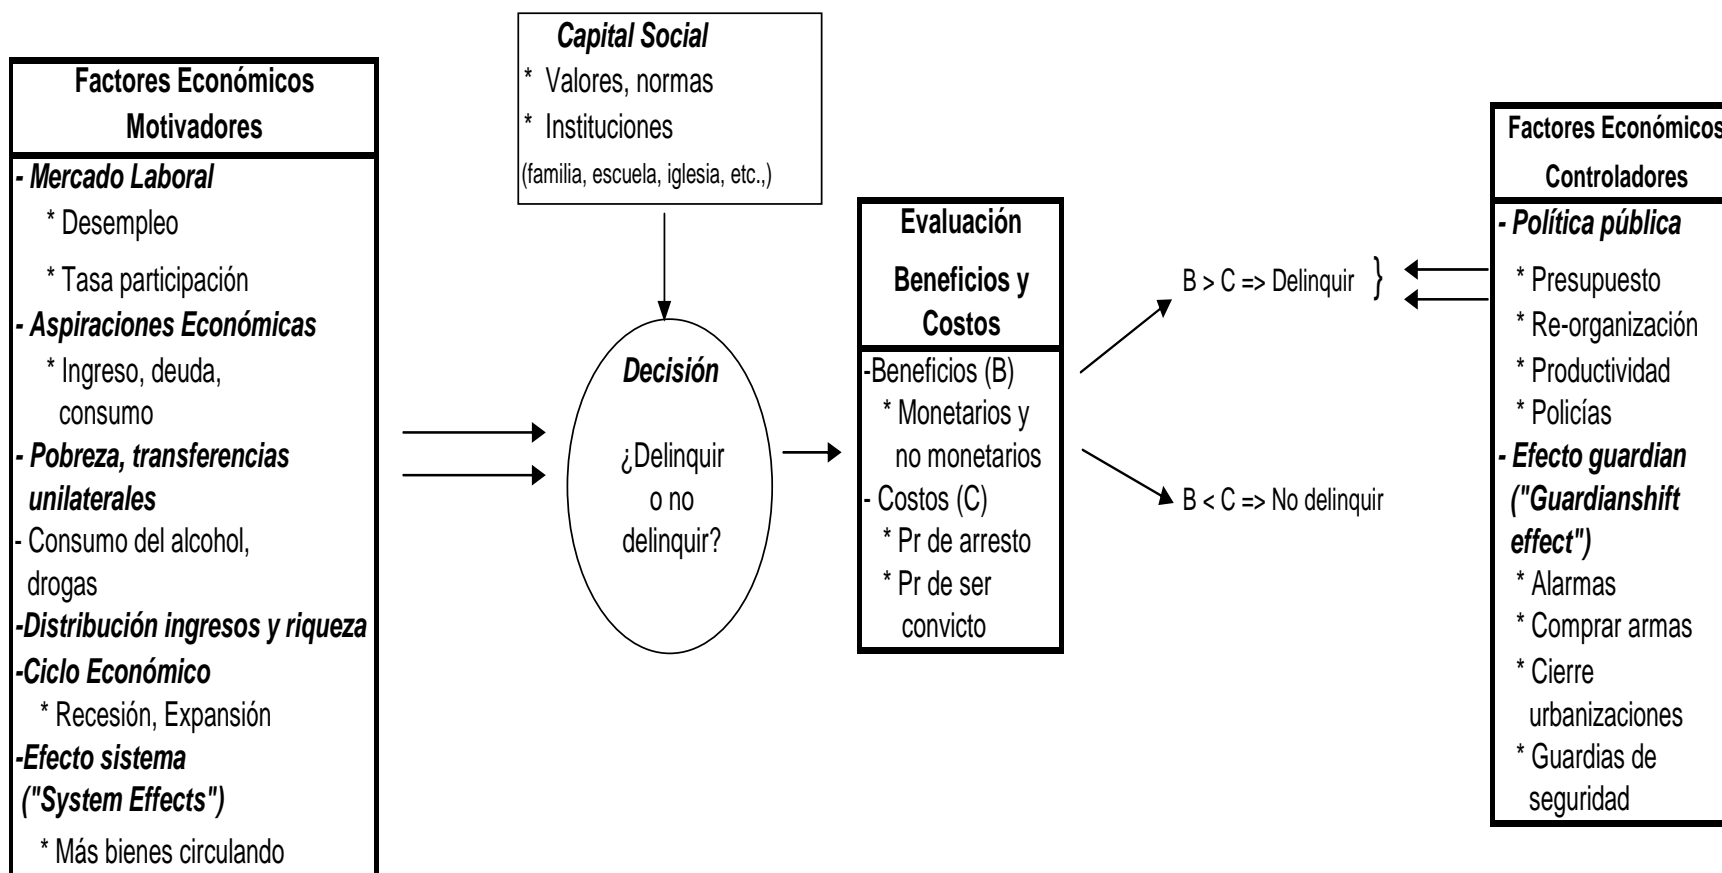 Factores Económicos
Motivadores
- Mercado Laboral
* Desempleo
* Tasa participación
- Aspiraciones Económicas
* Ingreso, deuda,
consumo
- Pobreza, transferencias
unilaterales
- Consumo del alcohol,
drogas
-Distribución ingresos y riqueza
-Ciclo Económico
* Recesión, Expansión
-Efecto sistema
("System Effects")
* Más bienes circulando
Capital Social
* Valores, normas
* Instituciones
(familia, escuela, iglesia, etc.,)
Decisión
¿Delinquir
o no
delinquir?
Evaluación
Beneficios y
Costos
-Beneficios (B)
* Monetarios y
no monetarios
- Costos (C)
* Pr de arresto
* Pr de ser
convicto
B > C => Delinquir }
B < C => No delinquir
Factores Económicos
Controladores
- Política pública
* Presupuesto
* Re-organización
* Productividad
* Policías
- Efecto guardian
("Guardianshift
effect")
* Alarmas
* Comprar armas
* Cierre
urbanizaciones
* Guardias de
seguridad